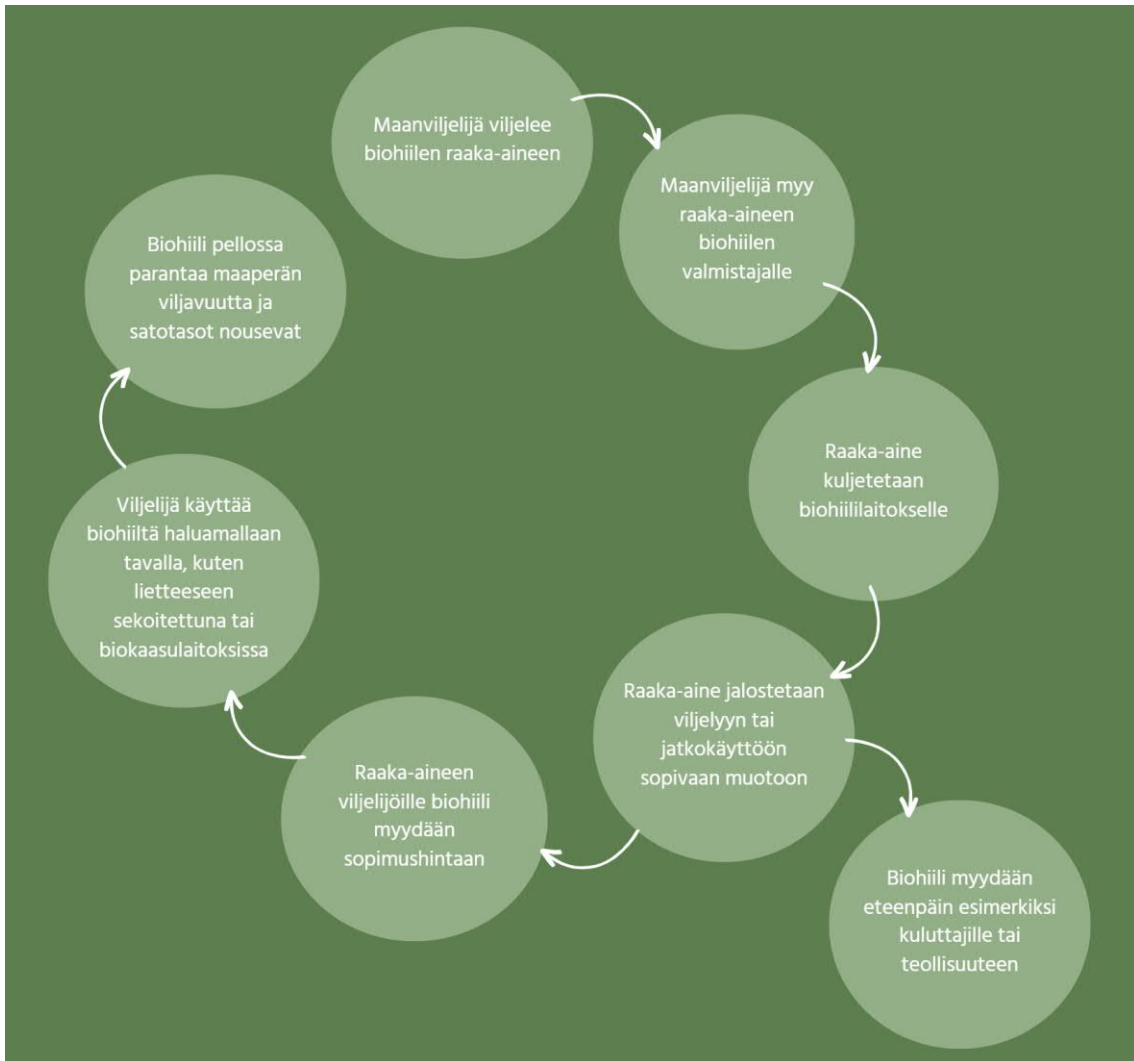 Maanviljelijä viljelee
biohiilen raaka-aineen
Maanviljelijä myy
raaka-aineen
biohiilen
valmistajalle
Raaka-aine
kuljetetaan
biohiililaitokselle
Raaka-aine jalostetaan
viljelyyn tai
jatkokäyttöön
sopivaan muotoon
Biohiili myydään
eteenpäin esimerkiksi
kuluttajille tai
teollisuuteen
Raaka-aineen
viljelijöille biohiili
myydään
sopimushintaan
Viljelijä käyttää
biohiiltä haluamallaan
tavalla, kuten
lietteeseen
sekoitettuna tai
biokaasulaitoksissa
Biohiili pellossa
parantaa maaperän
viljavuutta ja
satotasot nousevat